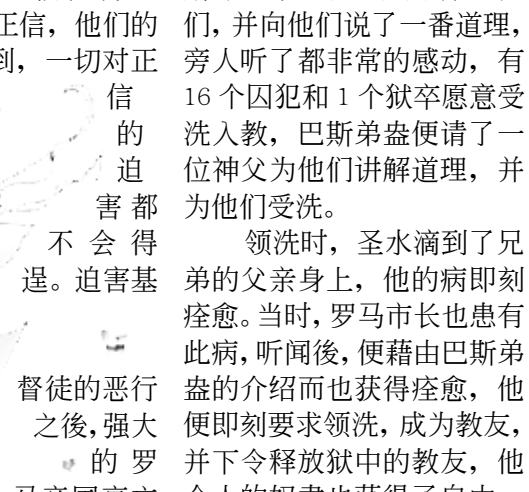 正信，他们的
到，一切对正
信
的
迫
害都
不会得
逞。迫害基
督徒的恶行
之後，强大
的罗
们，并向他们说了一番道理，
旁人听了都非常的感动，有
16个囚犯和1个狱卒愿意受
洗入教，巴斯弟盎便请了一
位神父为他们讲解道理，并
为他们受洗。
领洗时，圣水滴到了兄
弟的父亲身上，他的病即刻
痊愈。当时，罗马市长也患有
此病，听闻後，便藉由巴斯弟
盎的介绍而也获得痊愈，他
便即刻要求领洗，成为教友，
并下令释放狱中的教友，他